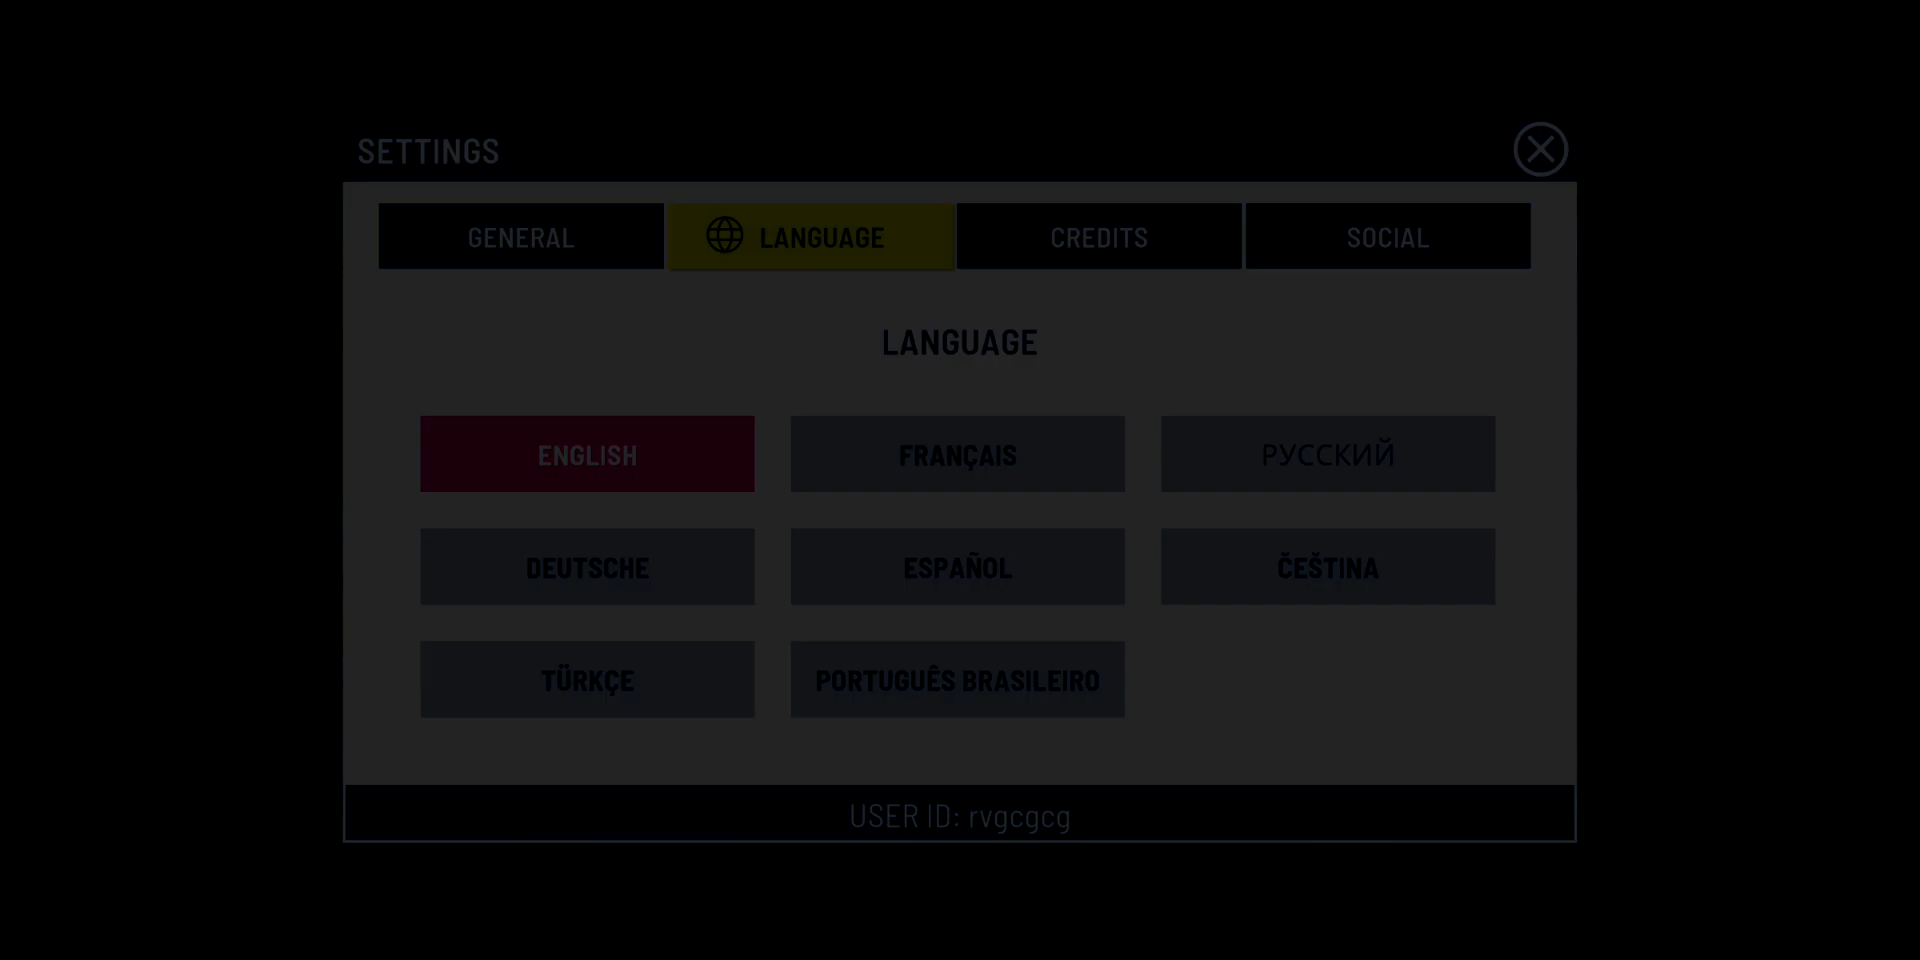 SETTINGS
GENERAL
LANGUAGE
CREDITS
SOCIAL
LANGUAGE
ENGLISH
FRANÇAIS
РУССКИЙ
DEUTSCHE
ESPAÑOL
ČEŠTINA
TÜRKÇE
PORTUGUÊS BRASILEIRO
USER ID: rvgcgcg